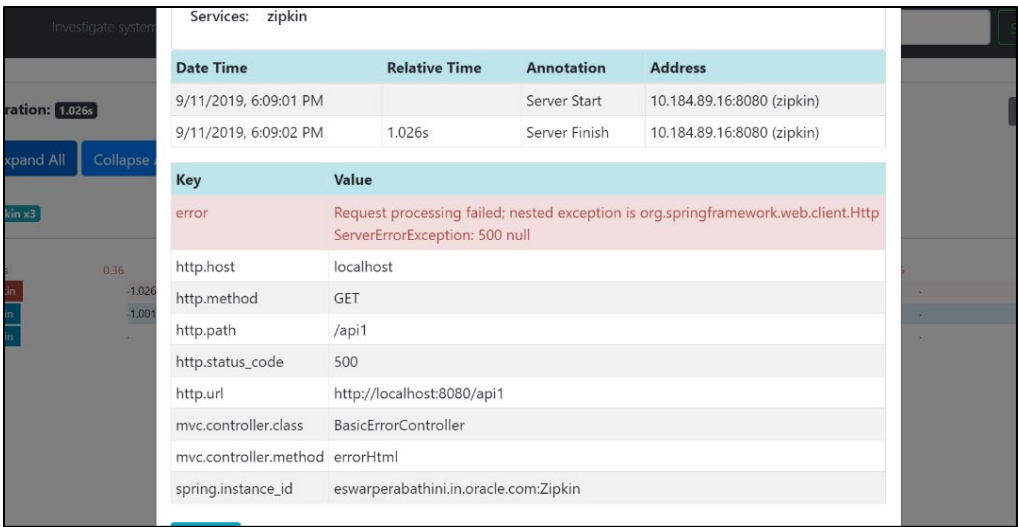 Services: zipkin
Investigate system
Date Time Relative Time Annotation Address
9/11/2019, 6:09:01 PM Server Start 10.184.89.16:8080 (zipkin)
ration: 1.026s
9/11/2019, 6:09:02 PM 1.026s Server Finish 10.184.89.16:8080 (zipkin)
xpand All Collapse
Key Value
kin x3
error Request processing failed; nested exception is org.springframework.web.client.Http
ServerErrorException: 500 null
http.host localhost
0.36
in -1.026
http.method GET
in -1.001
http.path /api1
in
http.status_code 500
http.url http://localhost:8080/api1
mvc.controller.class BasicErrorController
mvc.controller.method errorHtml
spring.instance_id eswarperabathini.in.oracle.com:Zipkin